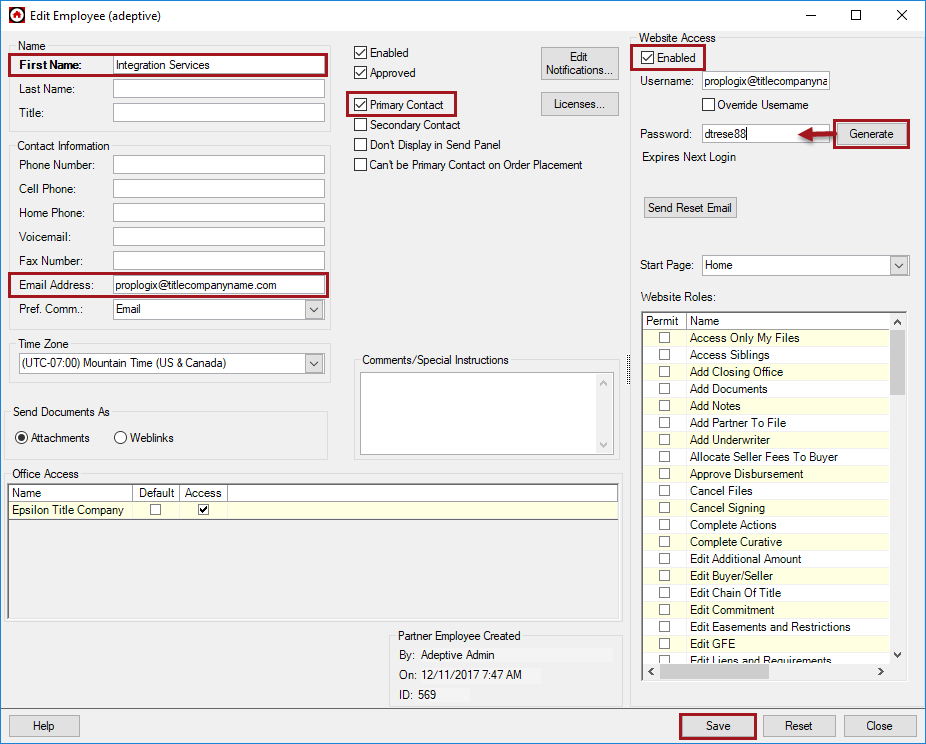 Edit Employee (adeptive)
Name
First Name: Integration Services
Last Name:
Title:
Contact Information
Phone Number:
Cell Phone:
Home Phone:
Voicemail:
Fax Number:
Email Address: proplogix@titlecompanyname.com
Pref. Comm.: Email
Time Zone
(UTC-07:00) Mountain Time (US & Canada)
Send Documents As
Attachments Weblinks
Enabled
Approved
Primary Contact
Secondary Contact
Don't Display in Send Panel
Can't be Primary Contact on Order Placement
Edit
Notifications...
Licenses...
Comments/Special Instructions
Office Access
Name Default Access
Epsilon Title Company
Partner Employee Created
By: Adeptive Admin
On: 12/11/2017 7:47 AM
ID: 569
Website Access
Enabled
Username: proplogix@titlecompanyna
Override Username
Password: dtrese88 Generate
Expires Next Login
Send Reset Email
Start Page: Home
Website Roles:
Permit Name
Access Only My Files
Access Siblings
Add Closing Office
Add Documents
Add Notes
Add Partner To File
Add Underwriter
Allocate Seller Fees To Buyer
Approve Disbursement
Cancel Files
Cancel Signing
Complete Actions
Complete Curative
Edit Additional Amount
Edit Buyer/Seller
Edit Chain Of Title
Edit Commitment
Edit Easements and Restrictions
Edit GFE
Edit Liens and Requirements
Help Save Reset Close